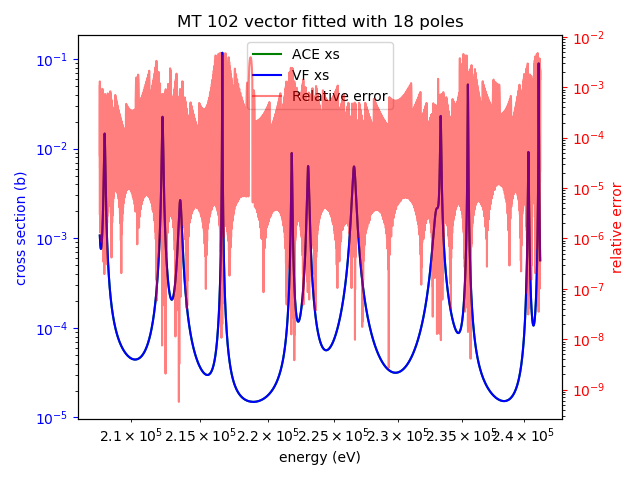 MT 102 vector fitted with 18 poles
ACE xs
VF xs
Relative error
10⁻¹
10⁻²
10⁻³
10⁻⁴
10⁻⁵
cross section (b)
10⁻²
10⁻³
10⁻⁴
10⁻⁵
10⁻⁶
10⁻⁷
10⁻⁸
10⁻⁹
relative error
2.1 × 10⁵ 2.15 × 10⁵ 2.2 × 10⁵ 2.25 × 10⁵ 2.3 × 10⁵ 2.35 × 10⁵ 2.4 × 10⁵
energy (eV)